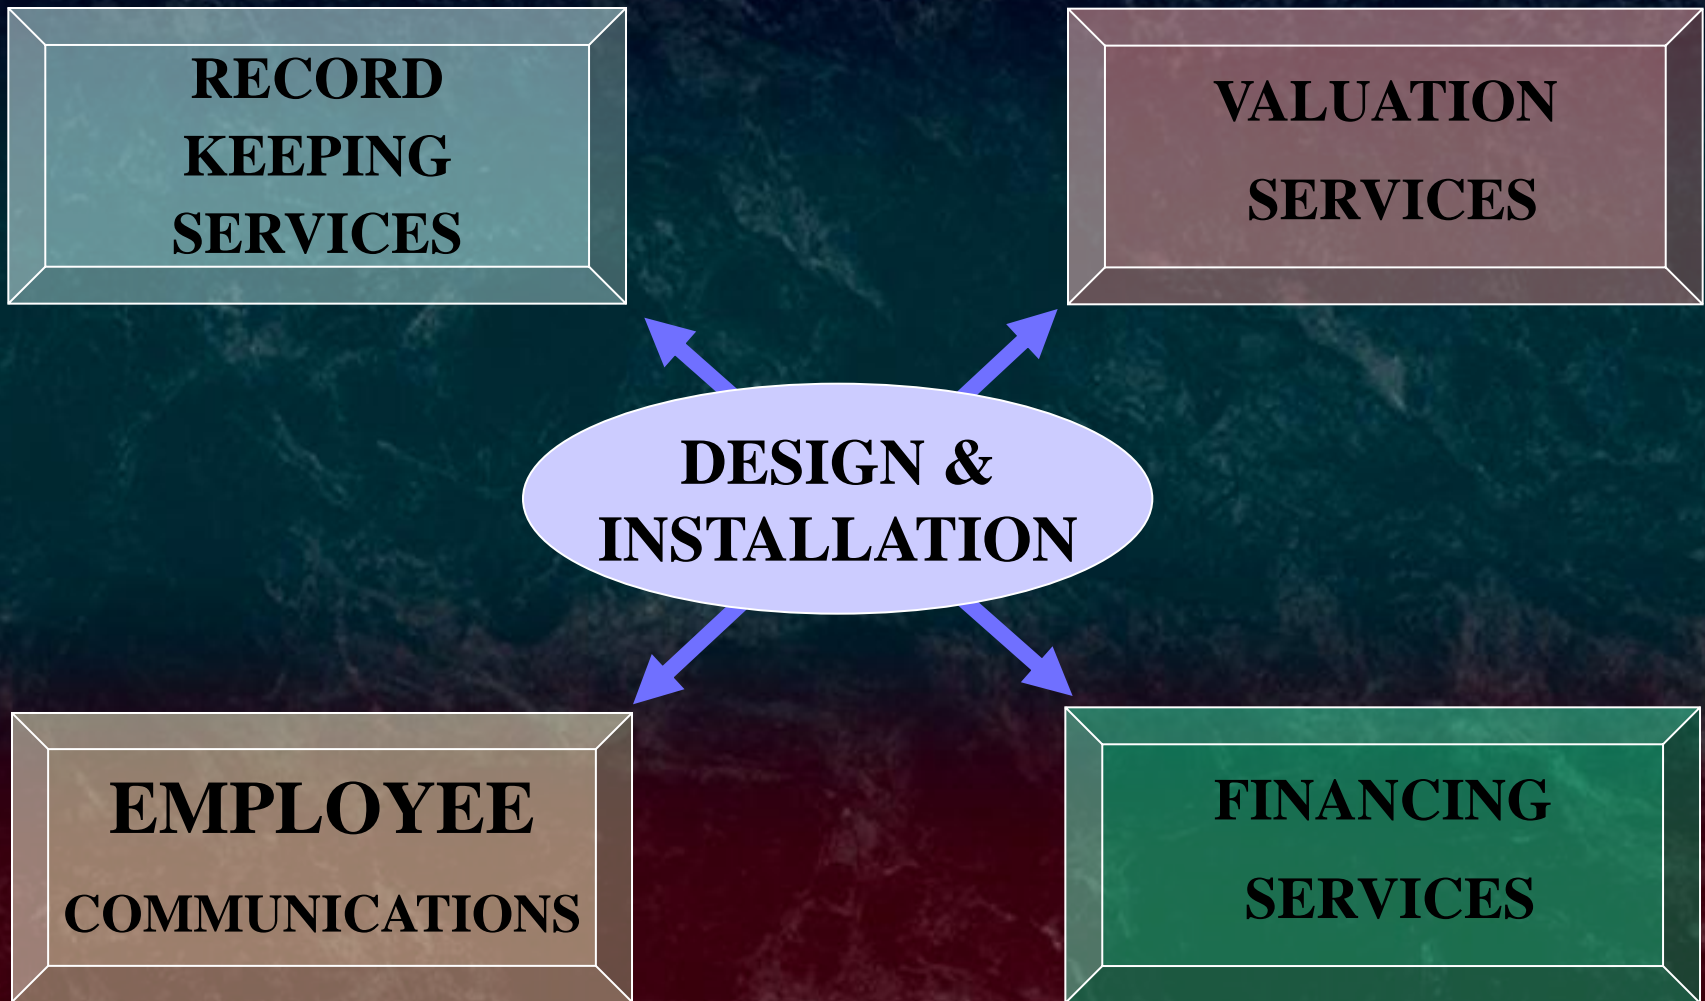 RECORD
KEEPING
SERVICES
VALUATION
SERVICES
DESIGN &
INSTALLATION
EMPLOYEE
COMMUNICATIONS
FINANCING
SERVICES